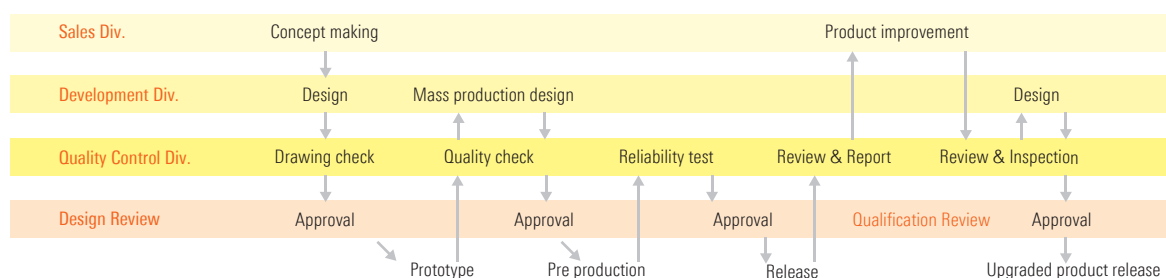 Sales Div. Concept making Product improvement
Development Div. Design Mass production design Design
Quality Control Div. Drawing check Quality check Reliability test Review & Report Review & Inspection
Design Review Approval Approval Approval Qualification Review Approval
Prototype Pre production Release Upgraded product release